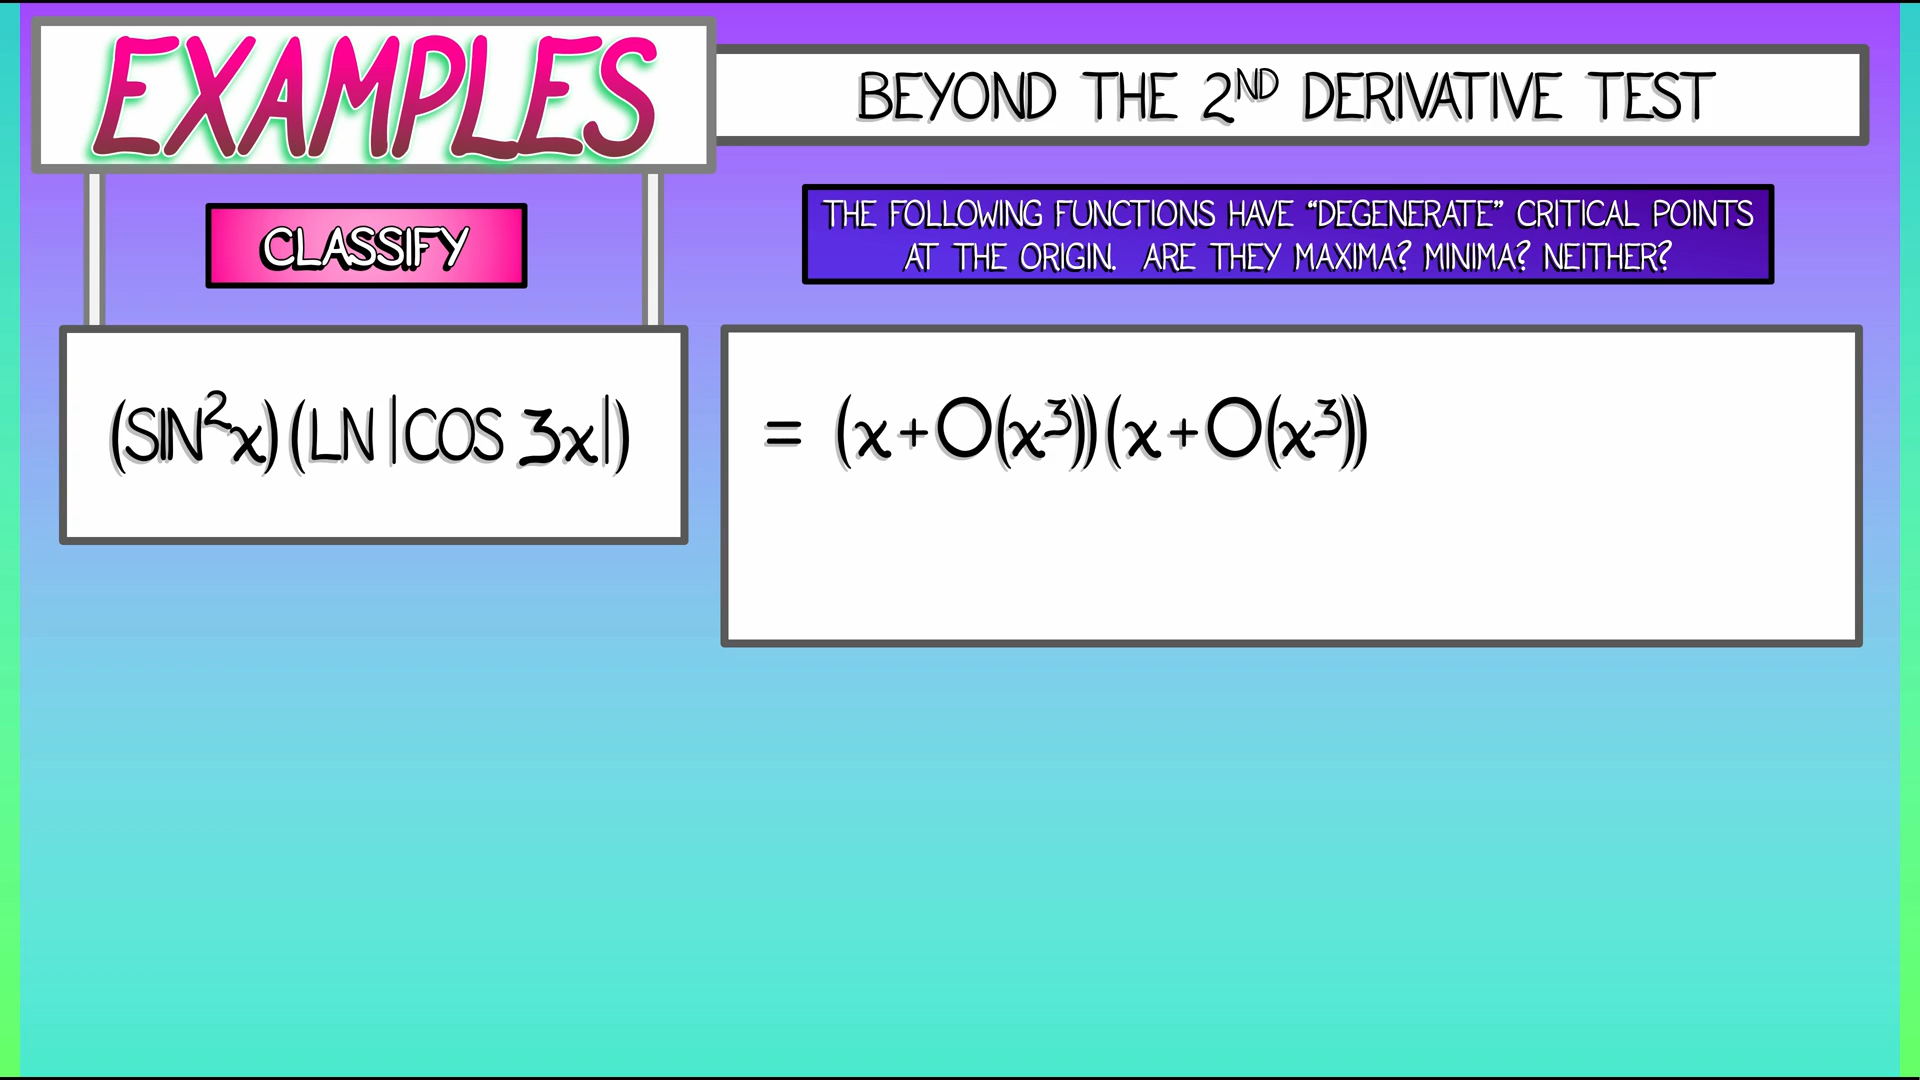 EXAMPLES
BEYOND THE 2ND DERIVATIVE TEST
CLASSIFY
THE FOLLOWING FUNCTIONS HAVE “DEGENERATE” CRITICAL POINTS
AT THE ORIGIN. ARE THEY MAXIMA? MINIMA? NEITHER?
(SIN²x)(LN|COS 3x|)
= (x+O(x³))(x+O(x³))